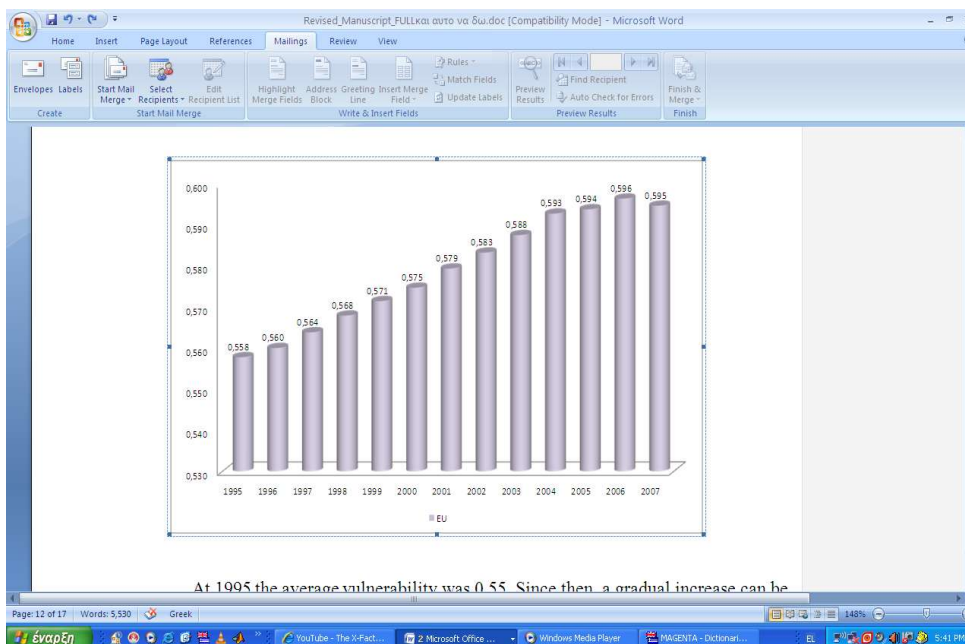 Revised_Manuscript_FULLκαι αυτο να δω.doc [Compatibility Mode] - Microsoft Word
Home Insert Page Layout References Mailings Review View
Envelopes Labels
Start Mail Merge
Select Recipients
Edit Recipient List
Highlight Merge Fields
Address Block
Greeting Line
Insert Merge Field
Rules
Match Fields
Update Labels
Preview Results
Find Recipient
Auto Check for Errors
Finish & Merge
Create Start Mail Merge Write & Insert Fields Preview Results Finish
0,600
0,590
0,580
0,570
0,560
0,550
0,540
0,530
0,558 0,560 0,564 0,568 0,571 0,575 0,579 0,583 0,588 0,593 0,594 0,596 0,595
1995 1996 1997 1998 1999 2000 2001 2002 2003 2004 2005 2006 2007
EU
At 1995 the average vulnerability was 0.55. Since then, a gradual increase can be
Page: 12 of 17 Words: 5,530 Greek 148%
έναρξη YouTube - The X-Fact... 2 Microsoft Office ... Windows Media Player MAGENTA - Dictionari... EL 5:41 PM